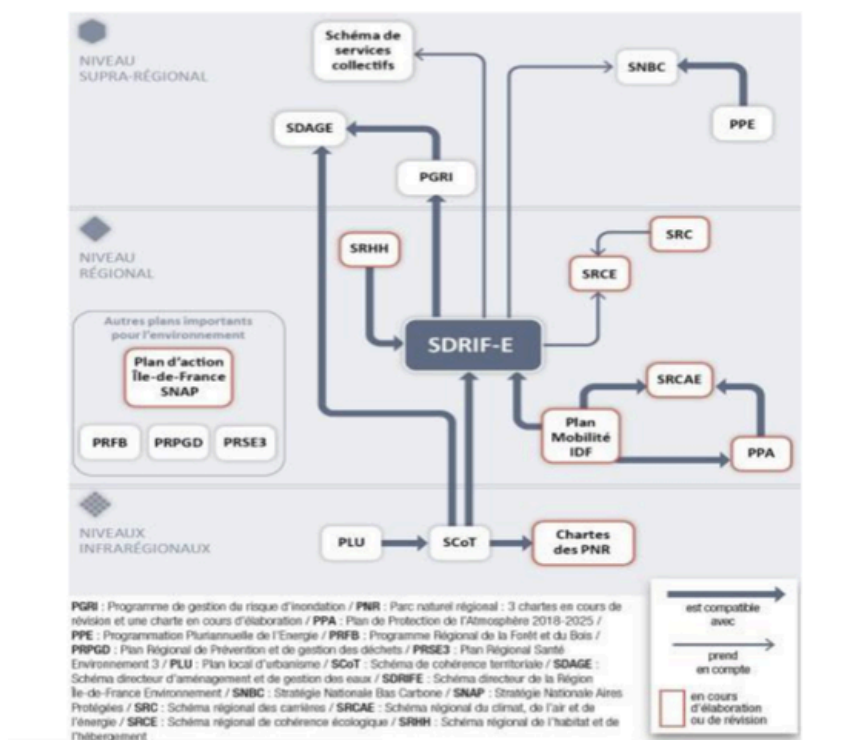 NIVEAU
SUPRA-RÉGIONAL
Schéma de
services
collectifs
SNBC
PPE
SDAGE
PGRI
NIVEAU
RÉGIONAL
SRHH
SRC
SRCE
SDRIF-E
Autres plans importants
pour l'environnement
Plan d'action
Île-de-France
SNAP
PRFB
PRPGD
PRSE3
SRCAE
Plan
Mobilité
IDF
PPA
NIVEAUX
INFRARÉGIONAUX
PLU
SCoT
Chartes
des PNR
PGRI : Programme de gestion du risque d'inondation / PNR : Parc naturel régional : 3 chartes en cours de
révision et une charte en cours d'élaboration / PPA : Plan de Protection de l'Atmosphère 2018-2025 /
PPE : Programmation Pluriannuelle de l'Energie / PRFB : Programme Régional de la Forêt et du Bois /
PRPGD : Plan Régional de Prévention et de gestion des déchets / PRSE3 : Plan Régional Santé
Environnement 3 / PLU : Plan local d'urbanisme / SCoT : Schéma de cohérence territoriale / SDAGE :
Schéma directeur d'aménagement et de gestion des eaux / SDRIFE : Schéma directeur de la Région
Île-de-France Environnement / SNBC : Stratégie Nationale Bas Carbone / SNAP : Stratégie Nationale Aires
Protégées / SRC : Schéma régional des carrières / SRCAE : Schéma régional du climat, de l'air et de
l'énergie / SRCE : Schéma régional de cohérence écologique / SRHH : Schéma régional de l'habitat et de
l'hébergement
est compatible
avec
prend
en compte
en cours
d'élaboration
ou de révision